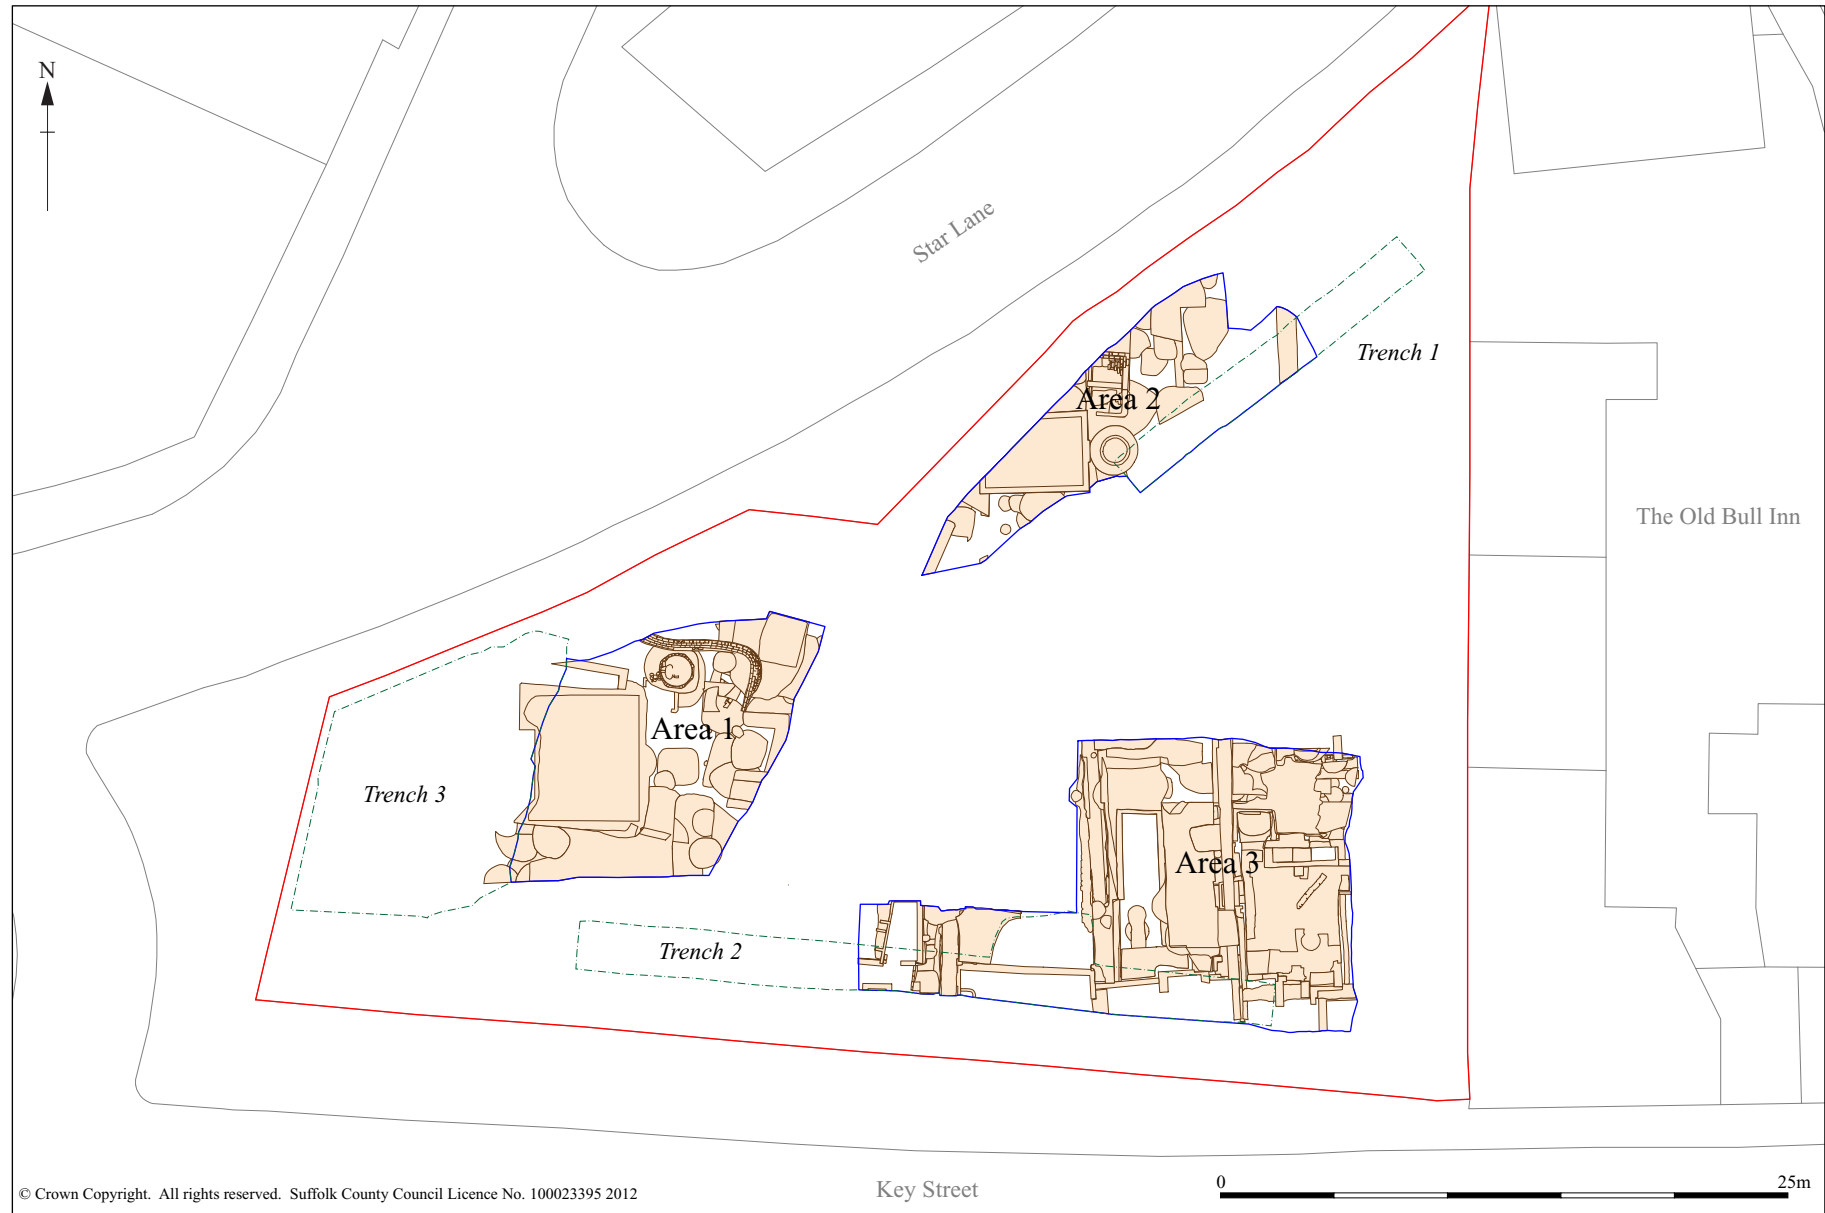 N
Star Lane
Trench 1
Area 2
The Old Bull Inn
Area 1
Trench 3
Area 3
Trench 2
0 25m
Key Street
© Crown Copyright. All rights reserved. Suffolk County Council Licence No. 100023395 2012